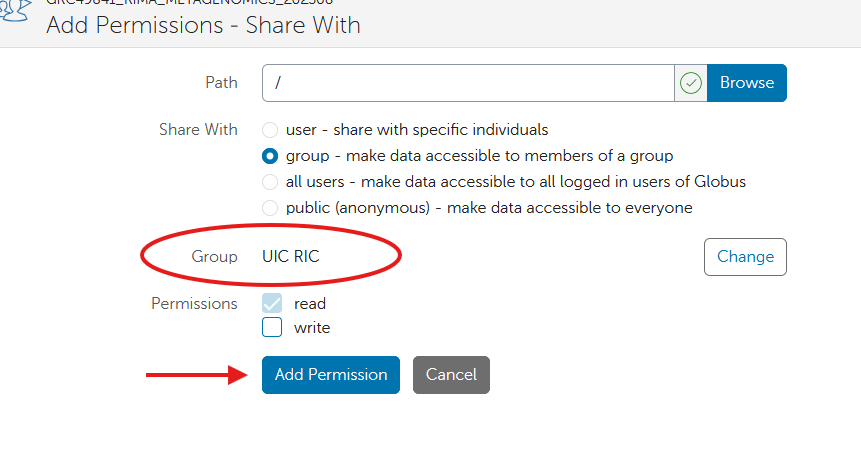 GRC49841_RIMA_METAGENOMICS_202308
Add Permissions - Share With
Path
/
Browse
Share With
user - share with specific individuals
group - make data accessible to members of a group
all users - make data accessible to all logged in users of Globus
public (anonymous) - make data accessible to everyone
Group UIC RIC
Change
Permissions
read
write
Add Permission Cancel